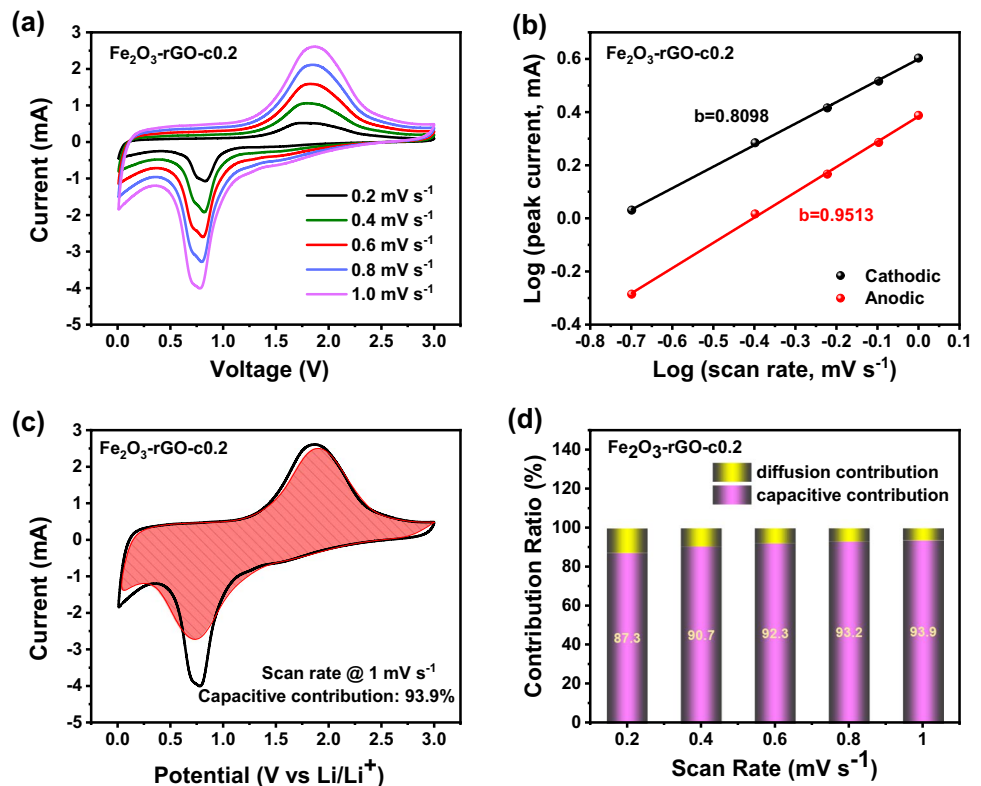 (a)
Fe₂O₃-rGO-c0.2
3
2
1
0
-1
-2
-3
-4
-5
Current (mA)
0.2 mV s⁻¹
0.4 mV s⁻¹
0.6 mV s⁻¹
0.8 mV s⁻¹
1.0 mV s⁻¹
0.0 0.5 1.0 1.5 2.0 2.5 3.0
Voltage (V)
(b)
Fe₂O₃-rGO-c0.2
0.6
0.4
0.2
0.0
-0.2
-0.4
Log (peak current, mA)
b=0.8098
b=0.9513
Cathodic
Anodic
-0.8 -0.7 -0.6 -0.5 -0.4 -0.3 -0.2 -0.1 0.0 0.1
Log (scan rate, mV s⁻¹)
(c)
Fe₂O₃-rGO-c0.2
3
2
1
0
-1
-2
-3
-4
-5
Current (mA)
Scan rate @ 1 mV s⁻¹
Capacitive contribution: 93.9%
0.0 0.5 1.0 1.5 2.0 2.5 3.0
Potential (V vs Li/Li⁺)
(d)
Fe₂O₃-rGO-c0.2
diffusion contribution
capacitive contribution
140
120
100
80
60
40
20
0
Contribution Ratio (%)
87.3 90.7 92.3 93.2 93.9
0.2 0.4 0.6 0.8 1
Scan Rate (mV s⁻¹)